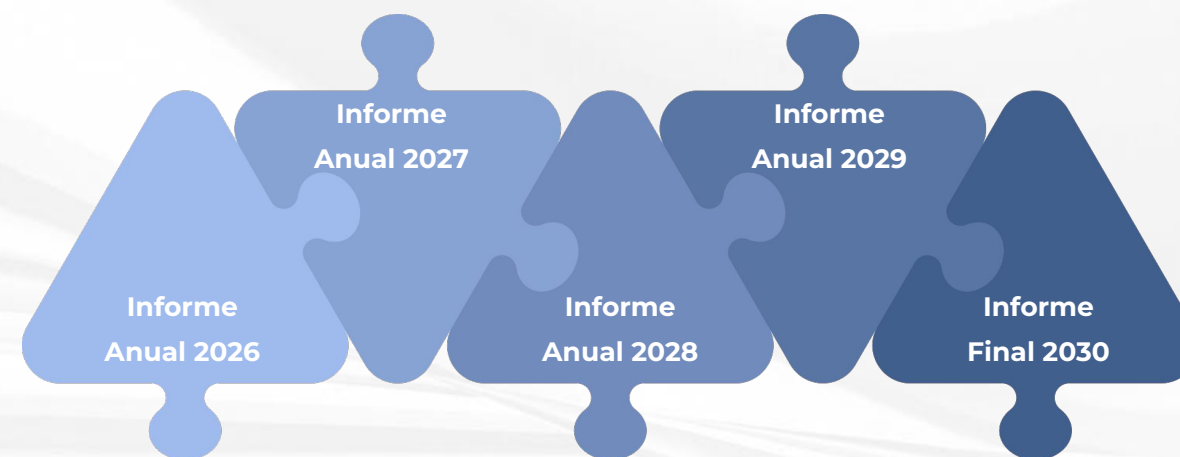 Informe
Anual 2026
Informe
Anual 2027
Informe
Anual 2028
Informe
Anual 2029
Informe
Final 2030